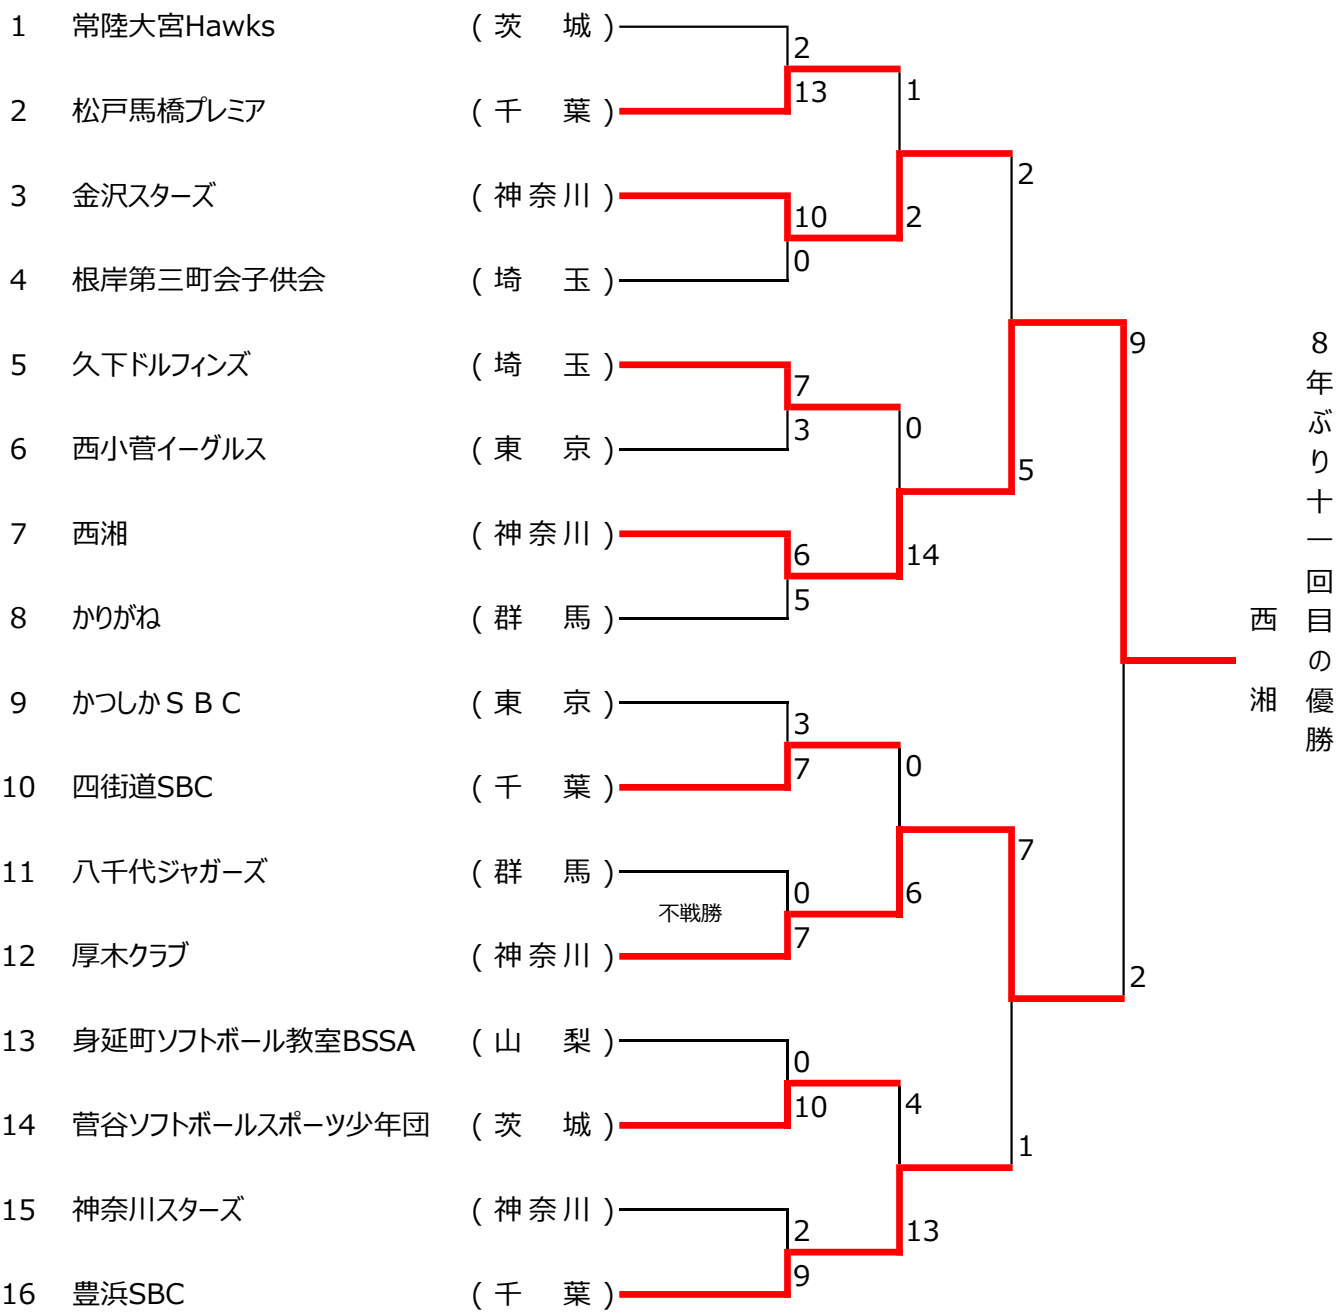 1 常陸大宮Hawks (茨 城)
2 松戸馬橋プレミア (千 葉)
3 金沢スターズ (神奈川)
4 根岸第三町会子供会 (埼 玉)
5 久下ドルフィンズ (埼 玉)
6 西小菅イーグルス (東 京)
7 西湘 (神奈川)
8 かりがね (群 馬)
9 かつしかSBC (東 京)
10 四街道SBC (千 葉)
11 八千代ジャガーズ (群 馬)
12 厚木クラブ (神奈川)
13 身延町ソフトボール教室BSSA (山 梨)
14 菅谷ソフトボールスポーツ少年団 (茨 城)
15 神奈川スターズ (神奈川)
16 豊浜SBC (千 葉)
2
13
10
0
7
3
6
5
3
7
不戦勝
0
7
0
10
2
9
1
2
0
14
0
6
4
13
2
5
7
1
9
2
西湘
8年ぶり十一回目の優勝